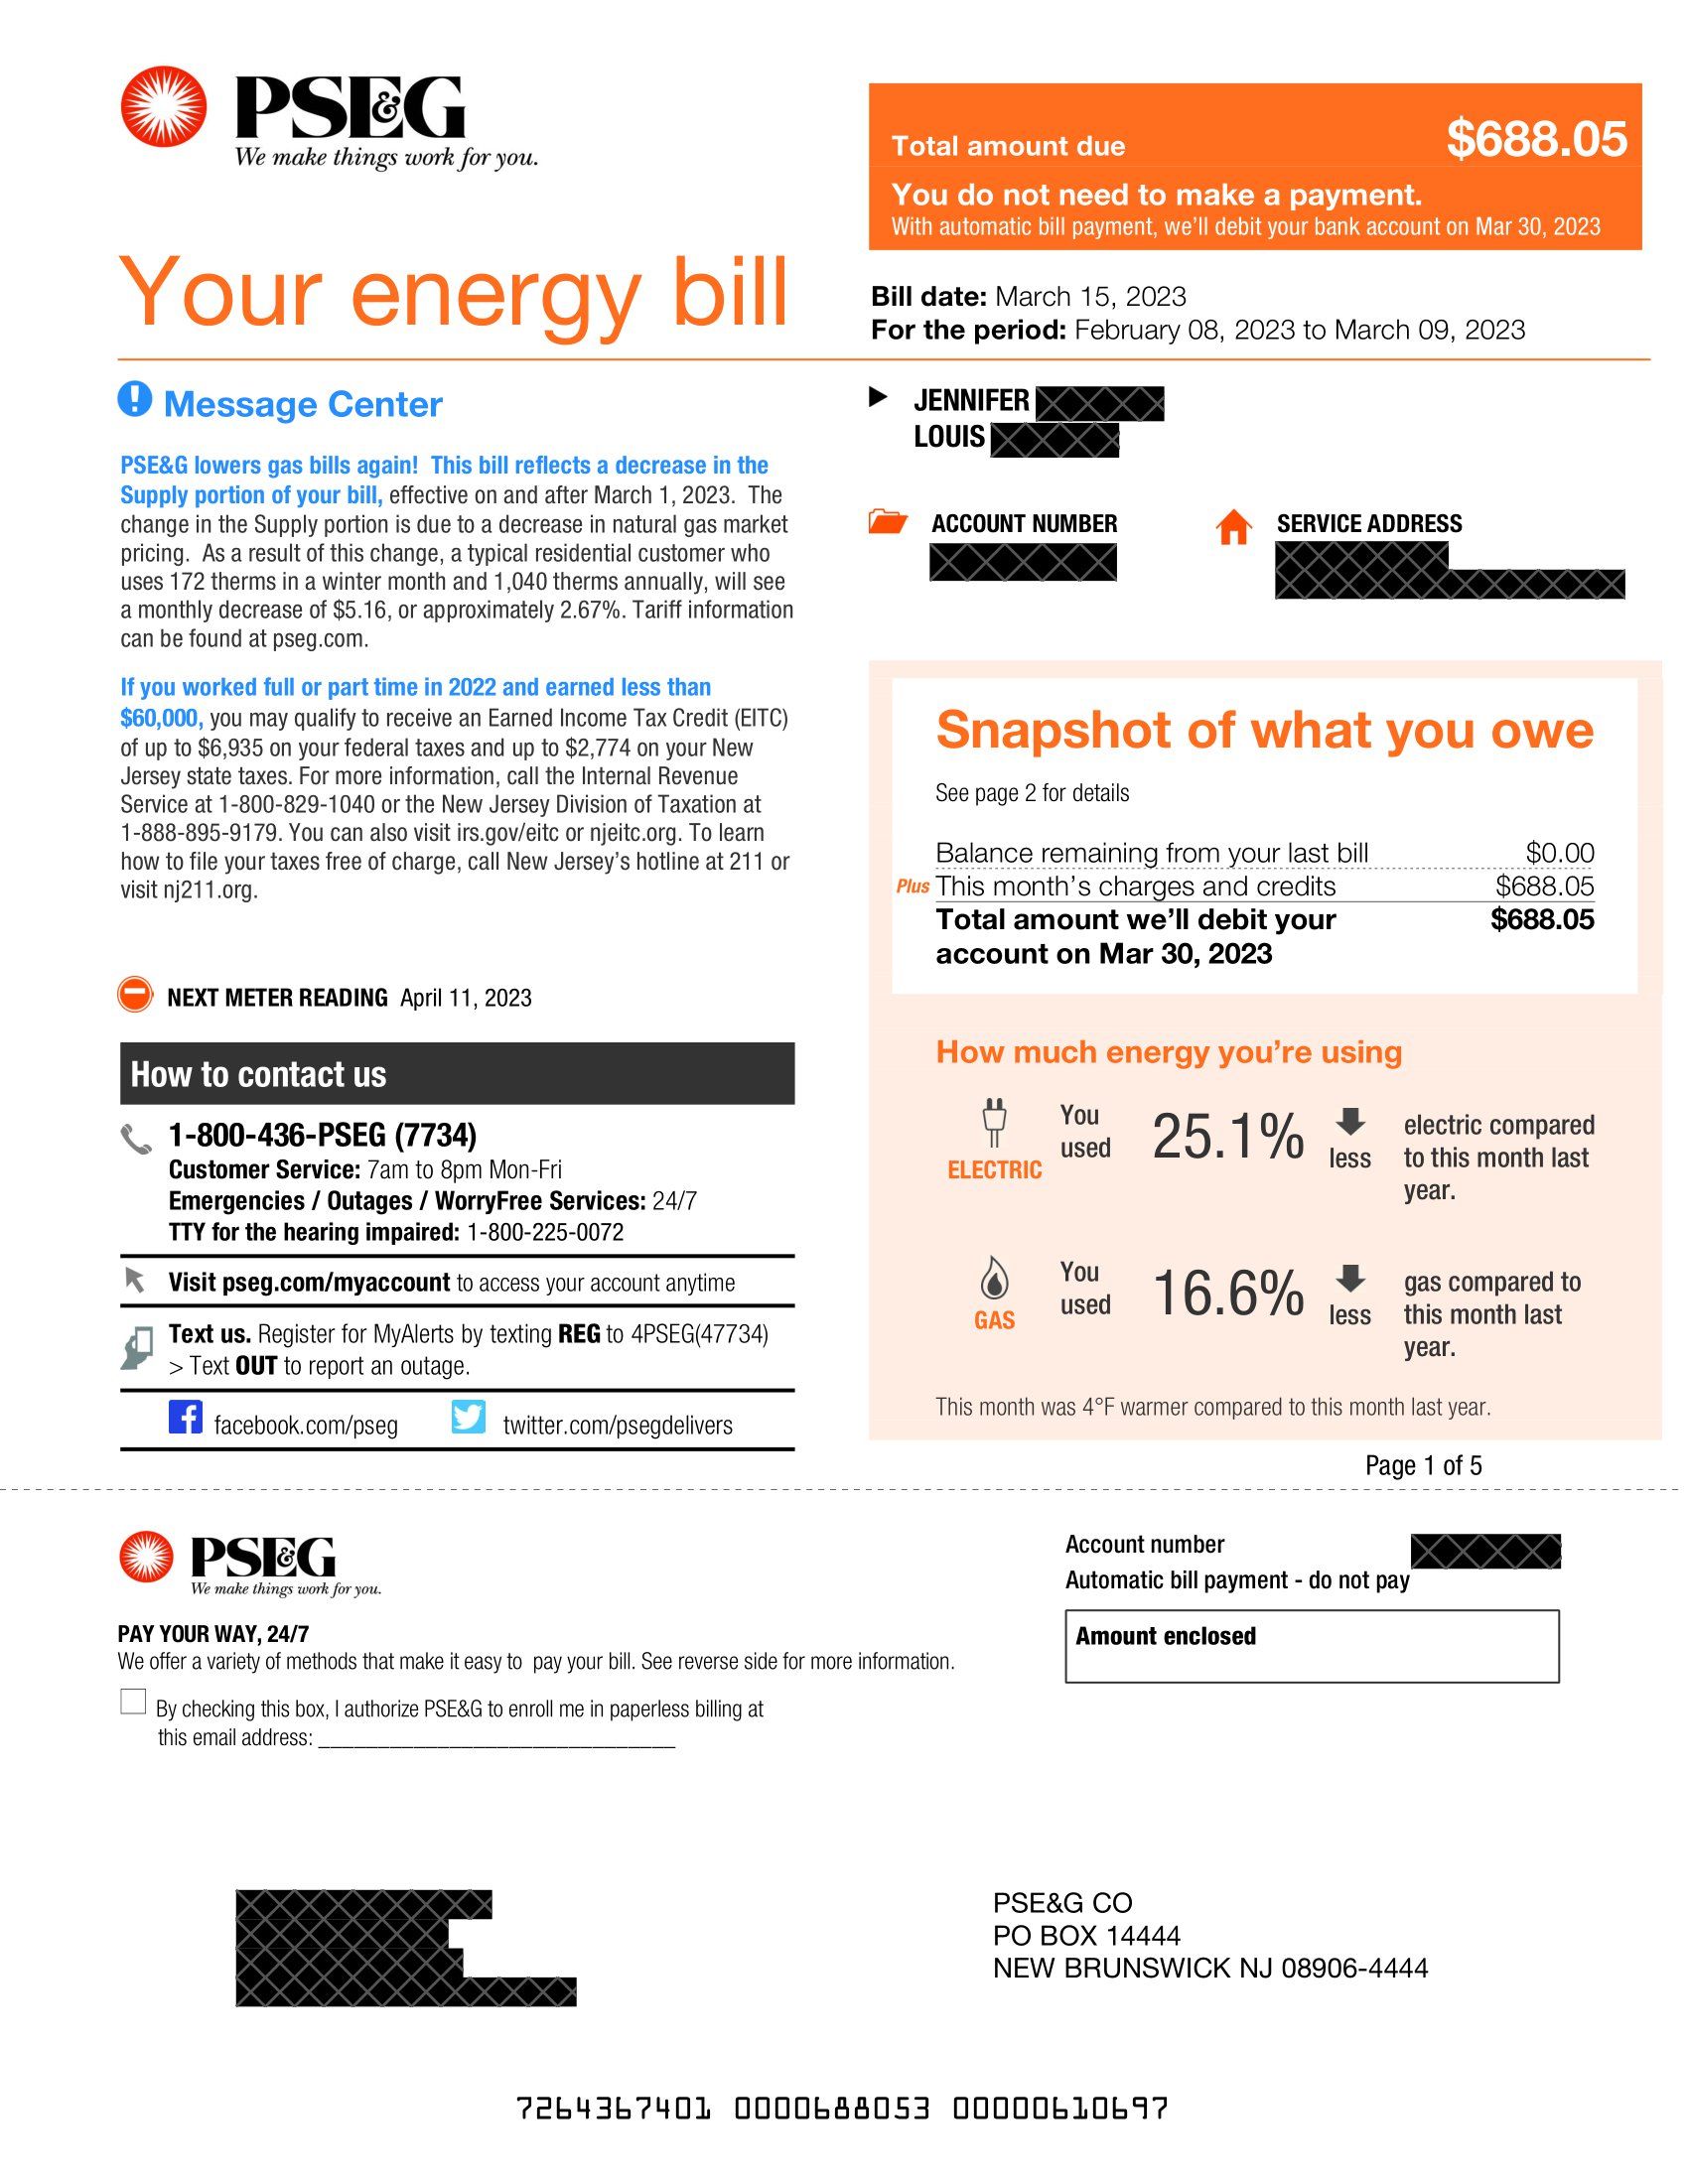 PSE&G
We make things work for you.
Total amount due $688.05
You do not need to make a payment.
With automatic bill payment, we'll debit your bank account on Mar 30, 2023
Your energy bill
Bill date: March 15, 2023
For the period: February 08, 2023 to March 09, 2023
Message Center
PSE&G lowers gas bills again!  This bill reflects a decrease in the
Supply portion of your bill, effective on and after March 1, 2023.  The
change in the Supply portion is due to a decrease in natural gas market
pricing.  As a result of this change, a typical residential customer who
uses 172 therms in a winter month and 1,040 therms annually, will see
a monthly decrease of $5.16, or approximately 2.67%. Tariff information
can be found at pseg.com.
If you worked full or part time in 2022 and earned less than
$60,000, you may qualify to receive an Earned Income Tax Credit (EITC)
of up to $6,935 on your federal taxes and up to $2,774 on your New
Jersey state taxes. For more information, call the Internal Revenue
Service at 1-800-829-1040 or the New Jersey Division of Taxation at
1-888-895-9179. You can also visit irs.gov/eitc or njeitc.org. To learn
how to file your taxes free of charge, call New Jersey's hotline at 211 or
visit nj211.org.
NEXT METER READING April 11, 2023
How to contact us
1-800-436-PSEG (7734)
Customer Service: 7am to 8pm Mon-Fri
Emergencies / Outages / WorryFree Services: 24/7
TTY for the hearing impaired: 1-800-225-0072
Visit pseg.com/myaccount to access your account anytime
Text us. Register for MyAlerts by texting REG to 4PSEG(47734)
> Text OUT to report an outage.
facebook.com/pseg twitter.com/psegdelivers
JENNIFER
LOUIS
ACCOUNT NUMBER SERVICE ADDRESS
Snapshot of what you owe
See page 2 for details
Balance remaining from your last bill $0.00
Plus This month's charges and credits $688.05
Total amount we'll debit your $688.05
account on Mar 30, 2023
How much energy you're using
ELECTRIC
You
used
25.1%
less
electric compared
to this month last
year.
GAS
You
used
16.6%
less
gas compared to
this month last
year.
This month was 4°F warmer compared to this month last year.
Page 1 of 5
PSE&G
We make things work for you.
Account number
Automatic bill payment - do not pay
Amount enclosed
PAY YOUR WAY, 24/7
We offer a variety of methods that make it easy to  pay your bill. See reverse side for more information.
By checking this box, I authorize PSE&G to enroll me in paperless billing at
this email address: ______________________________
PSE&G CO
PO BOX 14444
NEW BRUNSWICK NJ 08906-4444
7264367401 0000688053 00000610697